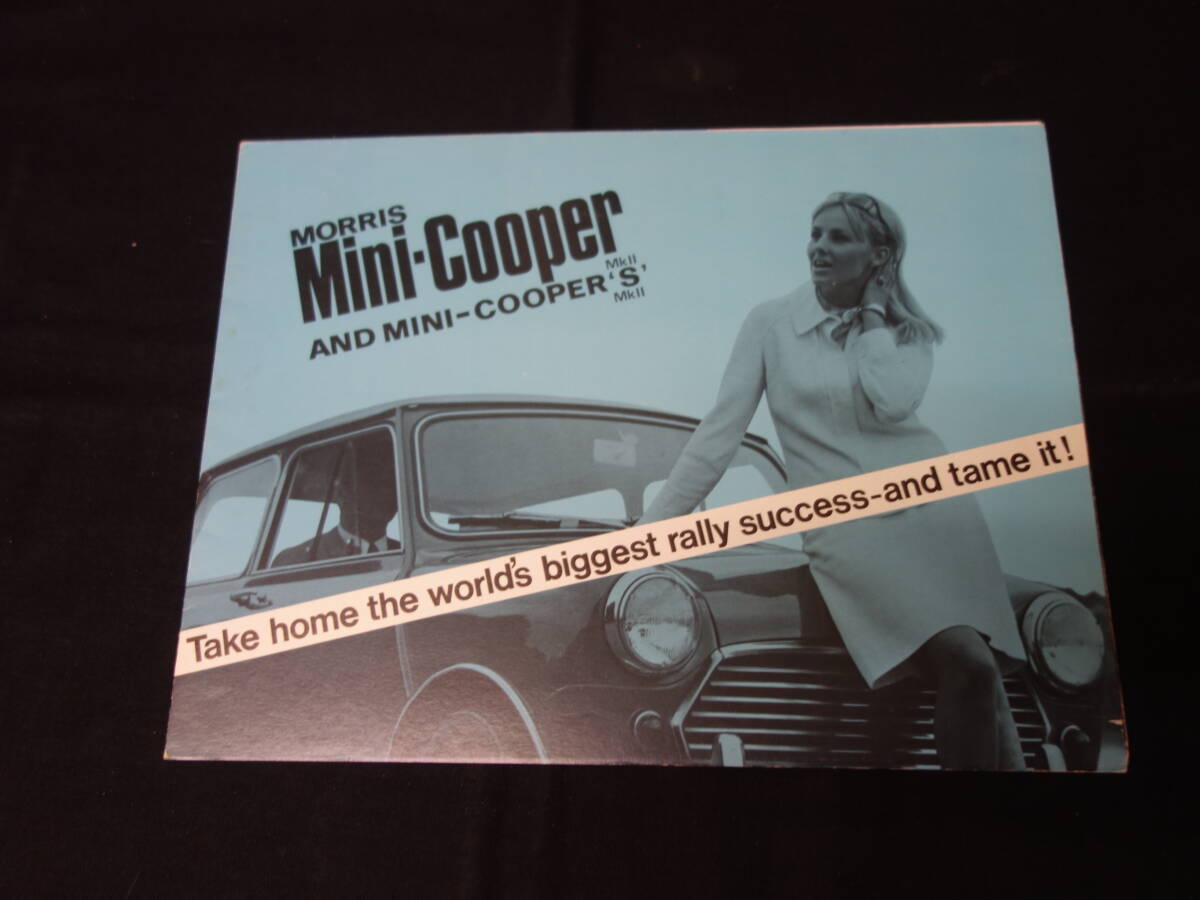 MORRIS
Mini-Cooper
MkII
AND MINI-COOPER 'S'
MkII
Take home the world's biggest rally success-and tame it!